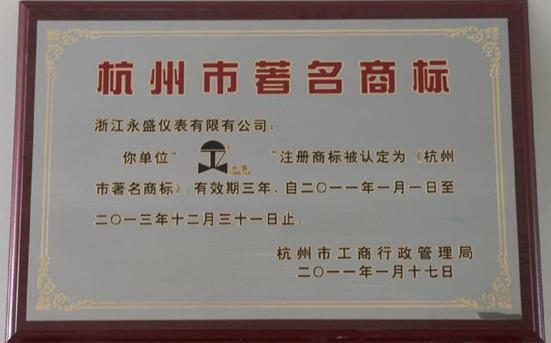 杭州市著名商标
浙江永盛仪表有限有公司：
你单位“永盛”注册商标被认定为《杭州
市著名商标》，有效期三年，自二〇一一年一月一日至
二〇一三年十二月三十一日止。
杭州市工商行政管理局
二〇一一年一月十七日